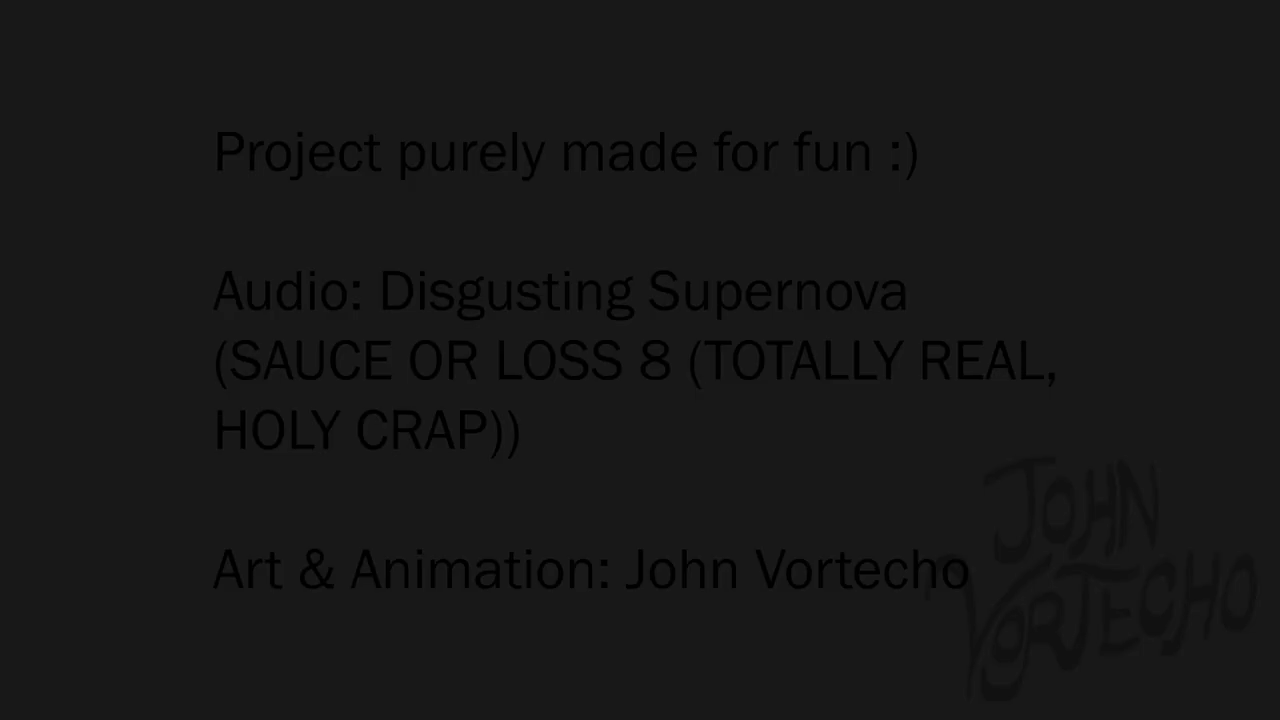 Project purely made for fun :)
Audio: Disgusting Supernova
(SAUCE OR LOSS 8 (TOTALLY REAL,
HOLY CRAP))
Art & Animation: John Vortecho
JOHN
VORTECHO